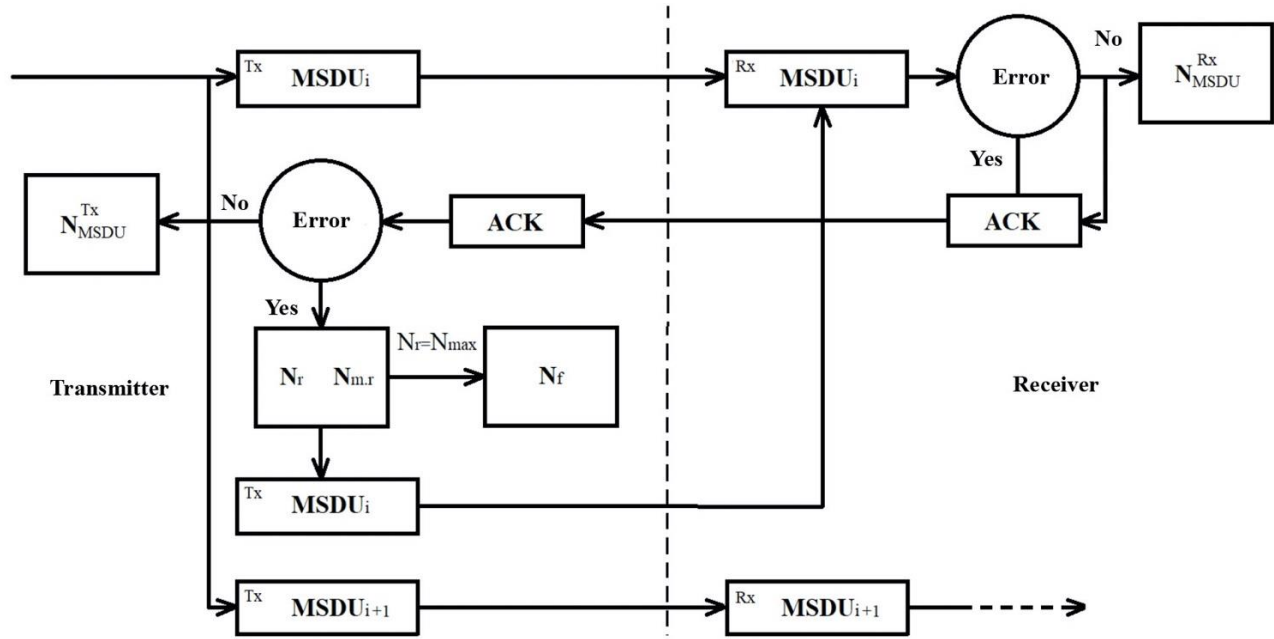 Tx MSDUi
Rx MSDUi
Error
No
N Rx MSDU
Yes
N Tx MSDU
No
Error
ACK
ACK
Yes
Nr Nm.r
Nr=Nmax
Nf
Transmitter
Receiver
Tx MSDUi
Tx MSDUi+1
Rx MSDUi+1